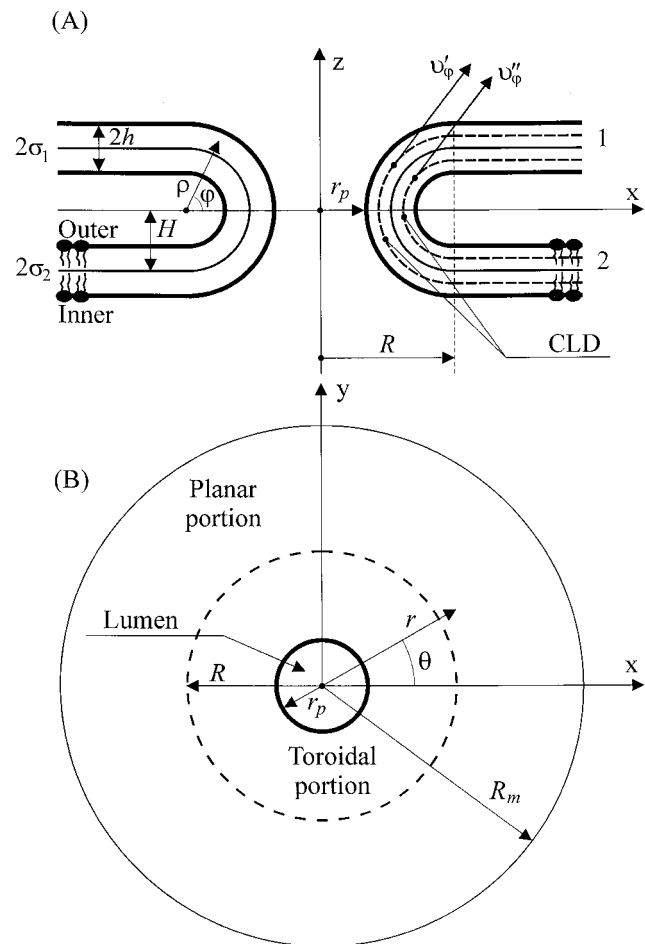 (A)
z
υ′φ
υ″φ
2σ1
2h
1
ρ
φ
rp
x
H
Outer
2σ2
2
Inner
R
CLD
y
(B)
Planar
portion
Lumen
r
θ
x
R
rp
Toroidal
portion
Rm